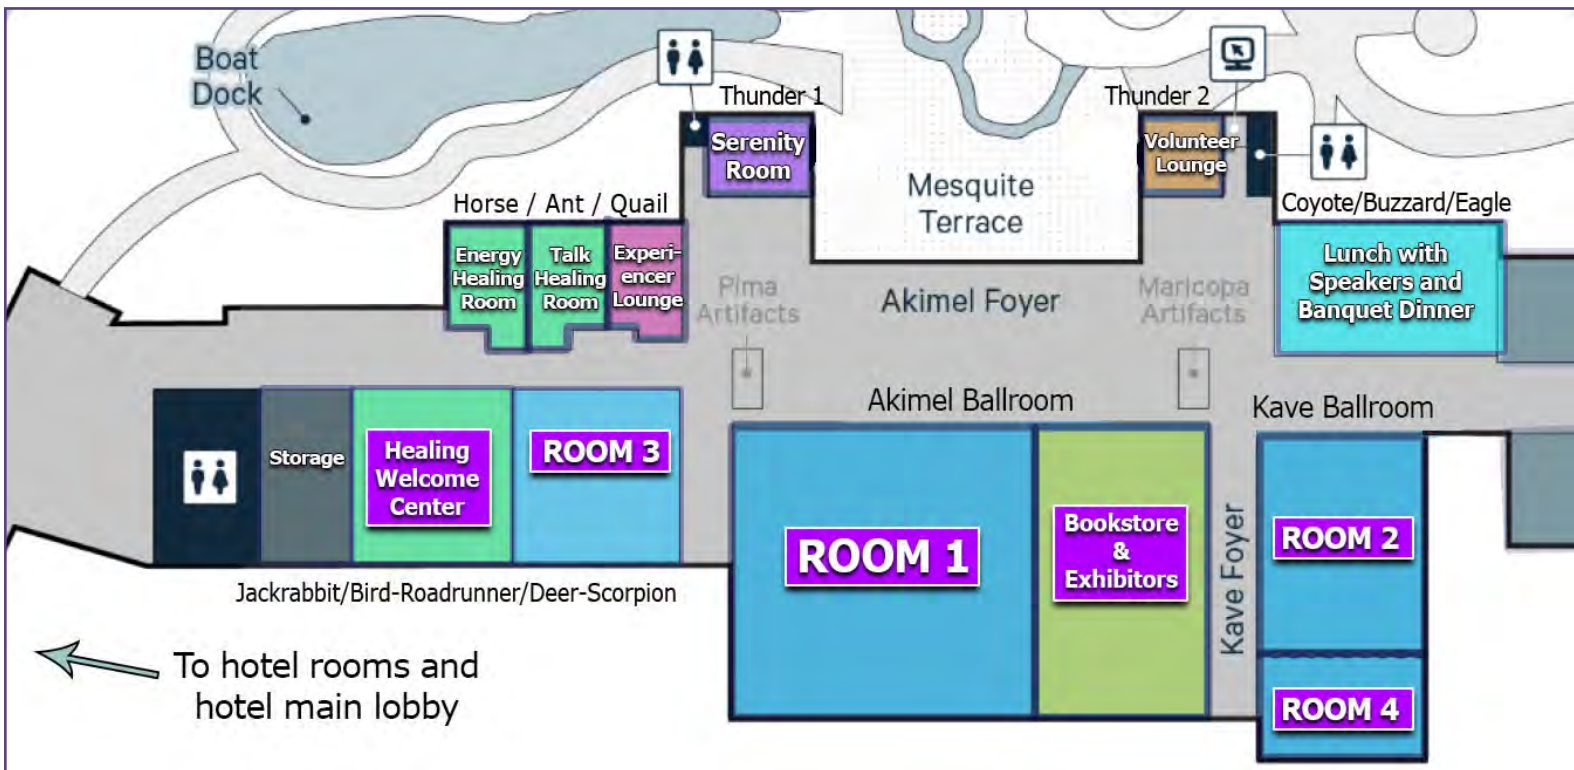 Boat
Dock
Thunder 1
Thunder 2
Serenity
Room
Volunteer
Lounge
Mesquite
Terrace
Horse / Ant / Quail
Coyote/Buzzard/Eagle
Energy
Healing
Room
Talk
Healing
Room
Experi-
encer
Lounge
Lunch with
Speakers and
Banquet Dinner
Pima
Artifacts
Akimel Foyer
Maricopa
Artifacts
Akimel Ballroom
Kave Ballroom
Storage
Healing
Welcome
Center
ROOM 3
ROOM 1
Bookstore
&
Exhibitors
Kave Foyer
ROOM 2
ROOM 4
Jackrabbit/Bird-Roadrunner/Deer-Scorpion
To hotel rooms and
hotel main lobby